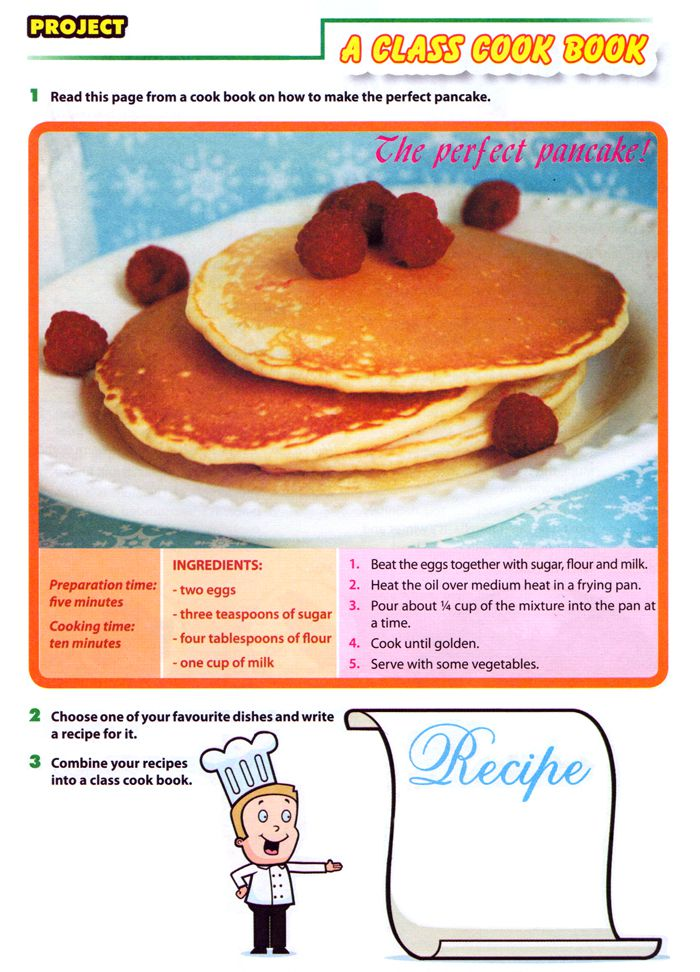 PROJECT
A CLASS COOK BOOK
1 Read this page from a cook book on how to make the perfect pancake.
The perfect pancake!
Preparation time:
five minutes
Cooking time:
ten minutes
INGREDIENTS:
- two eggs
- three teaspoons of sugar
- four tablespoons of flour
- one cup of milk
1. Beat the eggs together with sugar, flour and milk.
2. Heat the oil over medium heat in a frying pan.
3. Pour about ¼ cup of the mixture into the pan at
a time.
4. Cook until golden.
5. Serve with some vegetables.
2 Choose one of your favourite dishes and write
a recipe for it.
3 Combine your recipes
into a class cook book.
Recipe